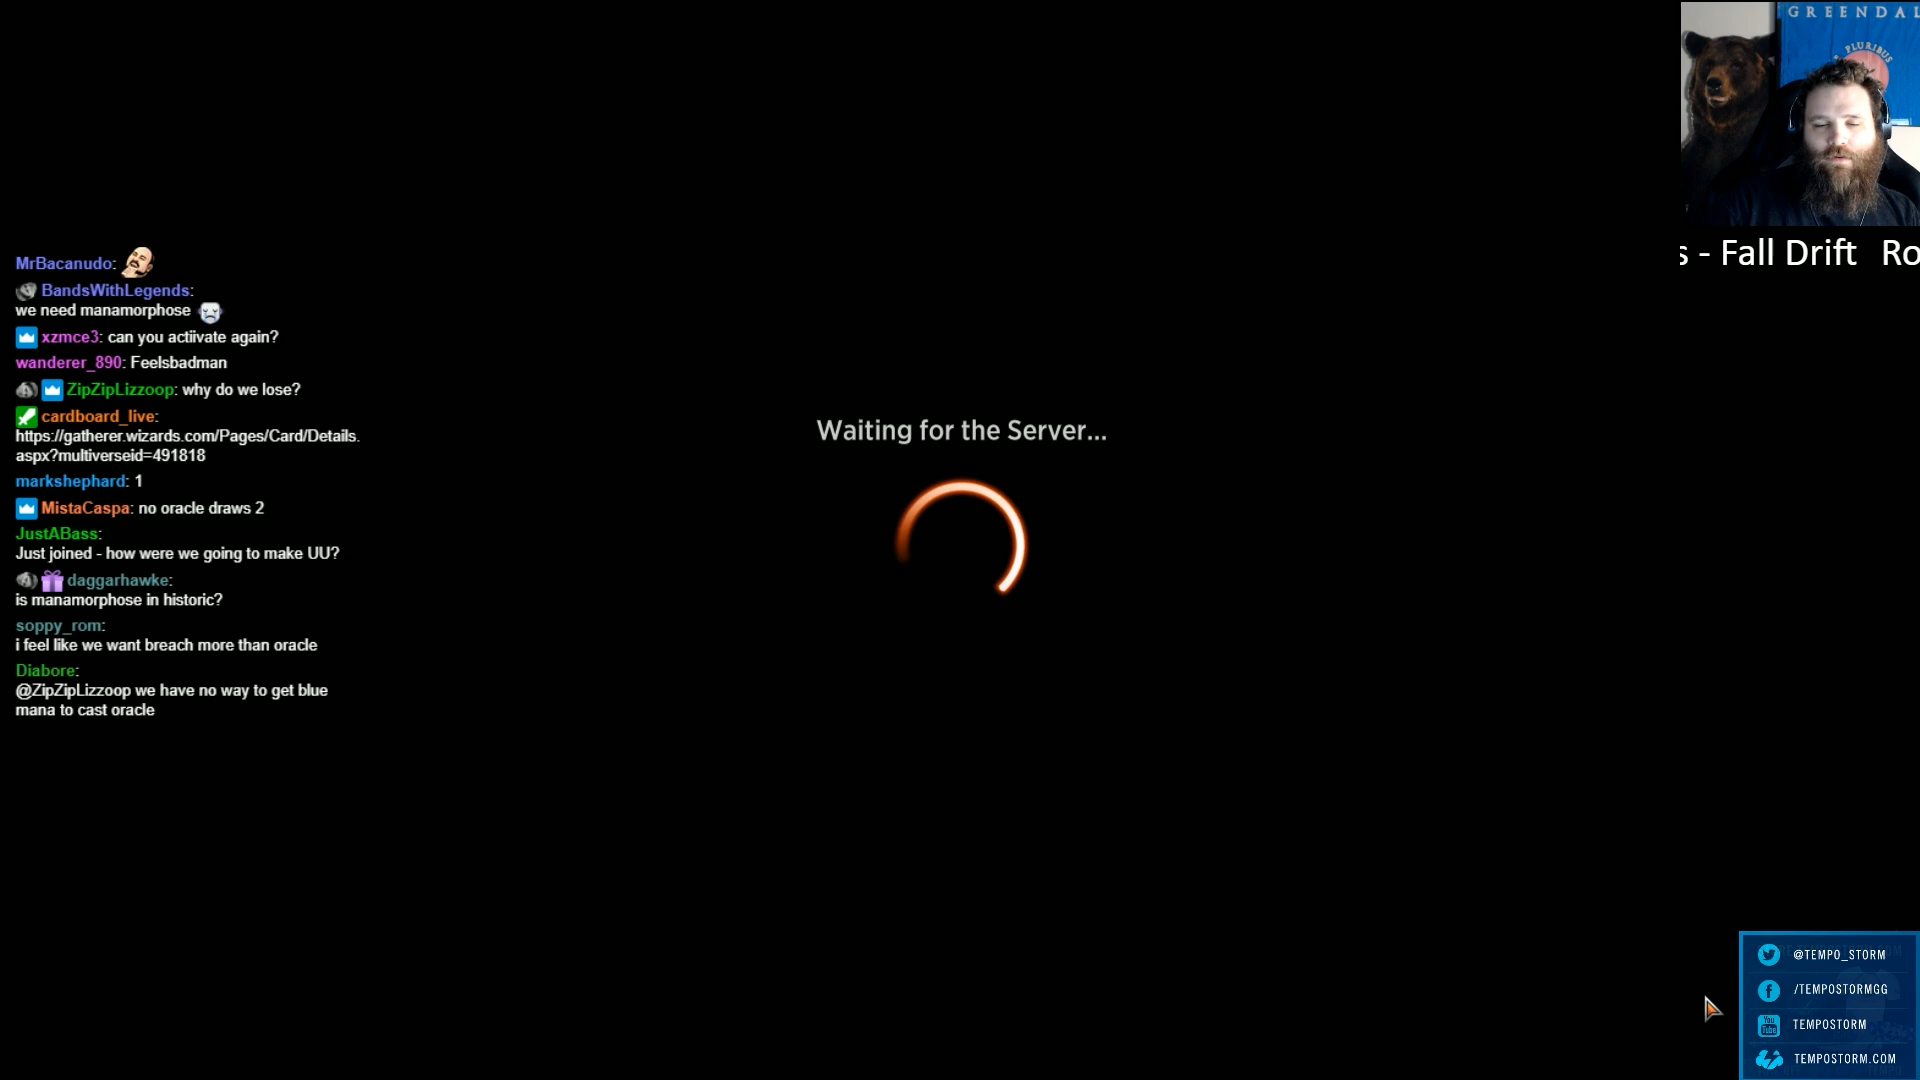 GREENDAL
PLURIBUS
s - Fall Drift Ro
MrBacanudo:
BandsWithLegends:
we need manamorphose
xzmce3: can you actiivate again?
wanderer_890: Feelsbadman
ZipZipLizzoop: why do we lose?
cardboard_live:
https://gatherer.wizards.com/Pages/Card/Details.
aspx?multiverseid=491818
markshephard: 1
MistaCaspa: no oracle draws 2
JustABass:
Just joined - how were we going to make UU?
daggarhawke:
is manamorphose in historic?
soppy_rom:
i feel like we want breach more than oracle
Diabore:
@ZipZipLizzoop we have no way to get blue
mana to cast oracle
Waiting for the Server...
@TEMPO_STORM
/TEMPOSTORMGG
You Tube TEMPOSTORM
TEMPOSTORM.COM